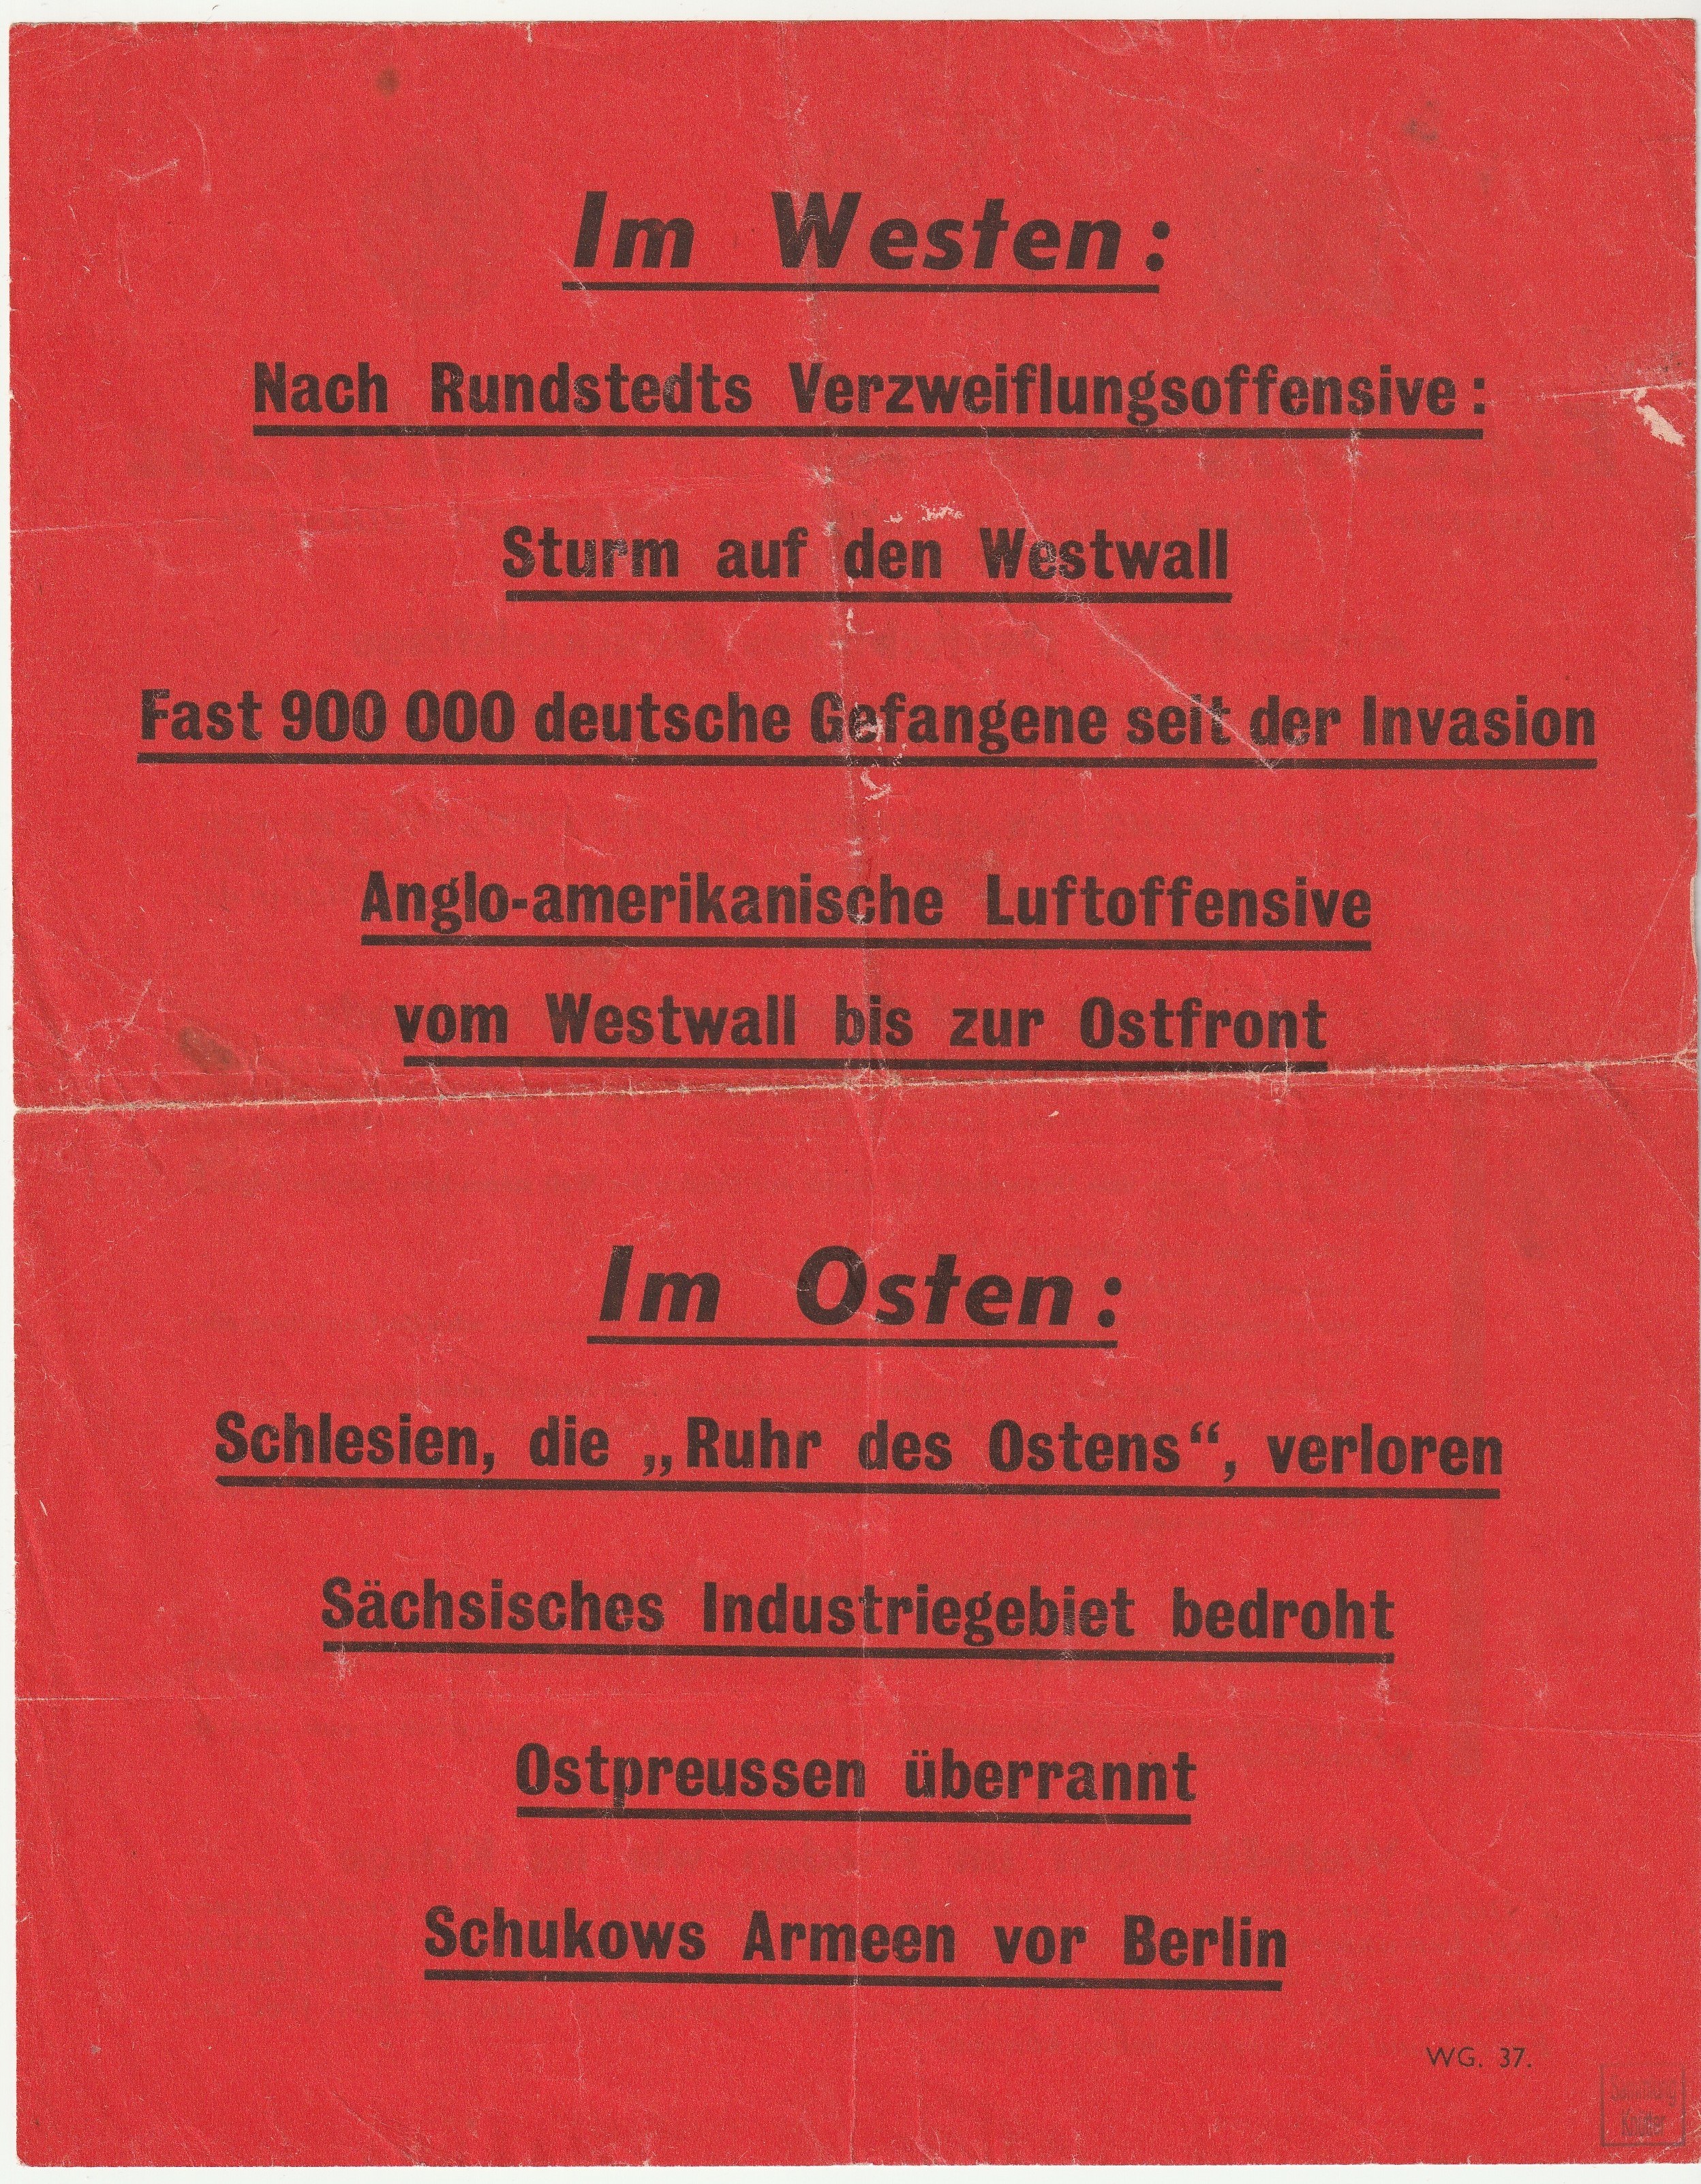 Im Westen:
Nach Rundstedts Verzweiflungsoffensive:
Sturm auf den Westwall
Fast 900 000 deutsche Gefangene seit der Invasion
Anglo-amerikanische Luftoffensive
vom Westwall bis zur Ostfront
Im Osten:
Schlesien, die „Ruhr des Ostens“, verloren
Sächsisches Industriegebiet bedroht
Ostpreussen überrannt
Schukows Armeen vor Berlin
WG. 37.